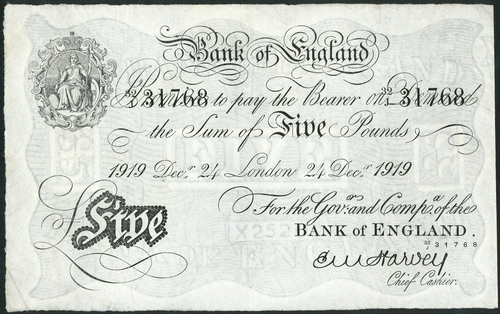 Bank of England
I Promise to pay the Bearer on Demand
32/J 31768 32/J 31768
the Sum of Five Pounds
1919 Decr. 24 London 24 Decr. 1919
For the Govr. and Compa. of the
Five
BANK OF ENGLAND.
31768
E M Harvey
Chief Cashier.